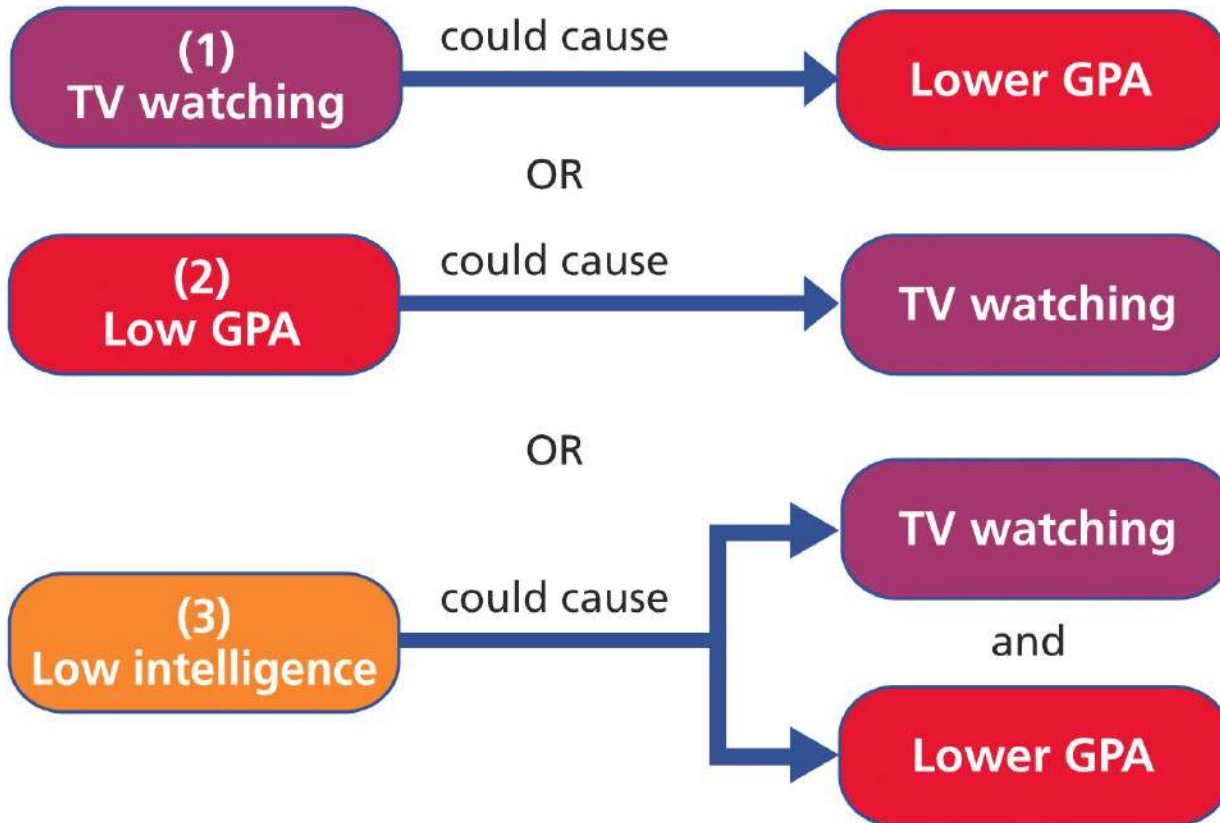 (1)
TV watching
could cause
Lower GPA
OR
(2)
Low GPA
could cause
TV watching
OR
(3)
Low intelligence
could cause
TV watching
and
Lower GPA